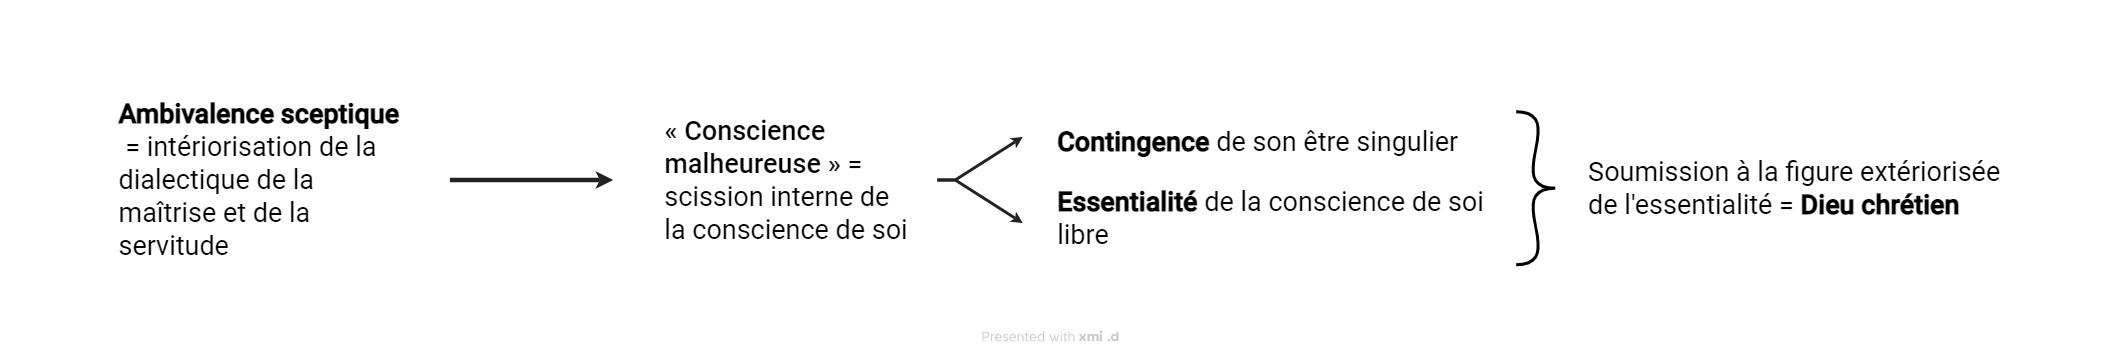 Ambivalence sceptique
= intériorisation de la
dialectique de la
maîtrise et de la
servitude
« Conscience
malheureuse » =
scission interne de
la conscience de soi
Contingence de son être singulier
Essentialité de la conscience de soi
libre
Soumission à la figure extériorisée
de l'essentialité = Dieu chrétien
Presented with xmi .d